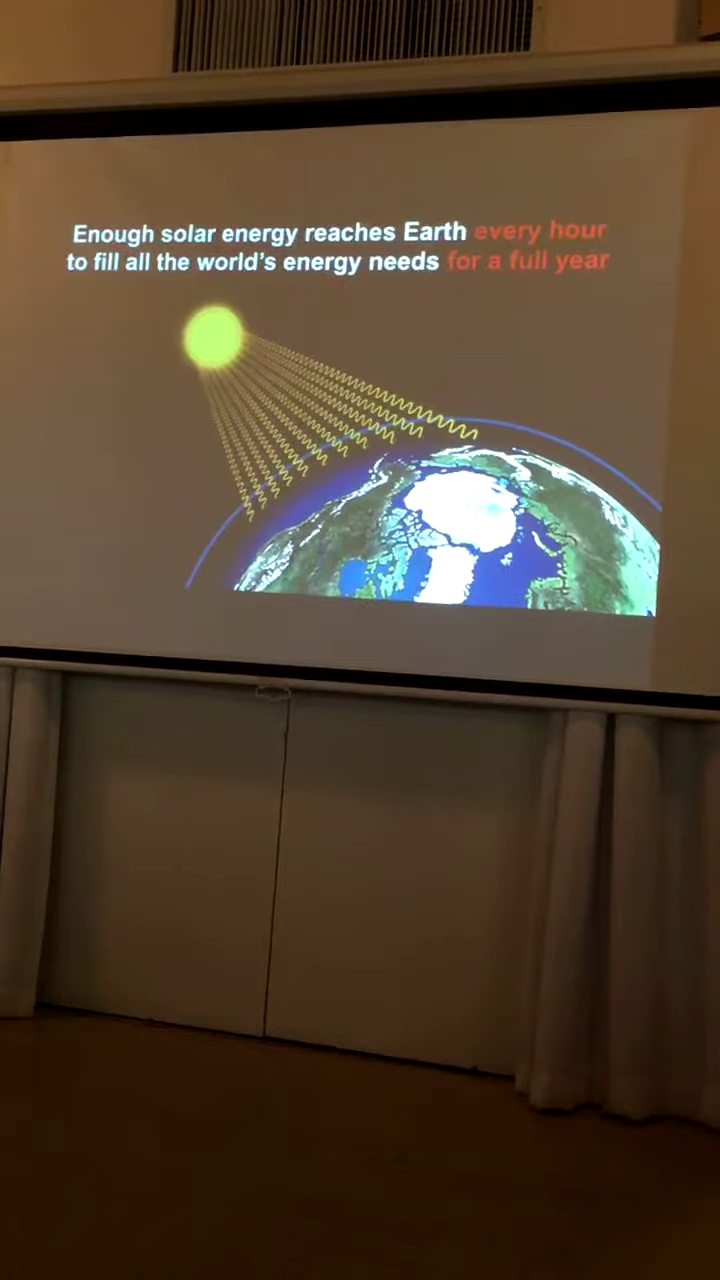 Enough solar energy reaches Earth every hour
to fill all the world's energy needs for a full year